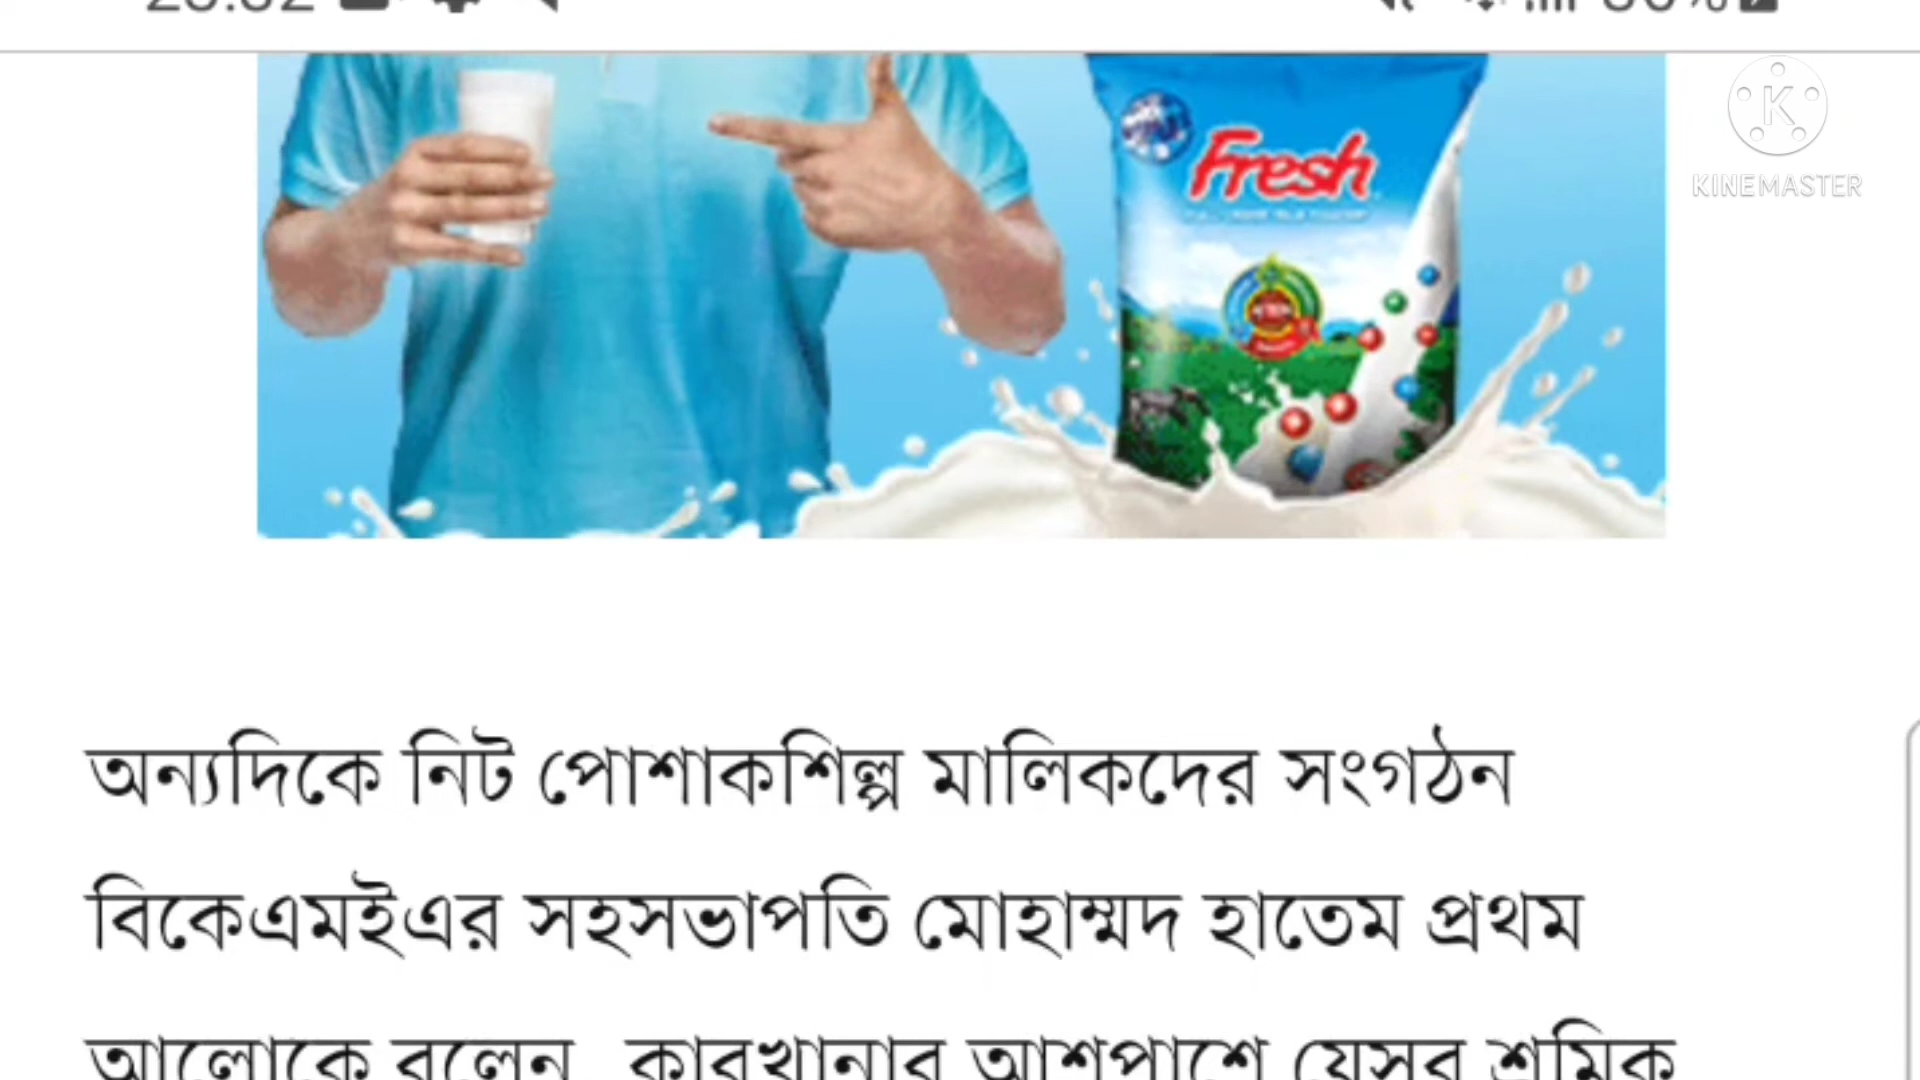 Fresh
KINEMASTER
অন্যদিকে নিট পোশাকশিল্প মালিকদের সংগঠন
বিকেএমইএর সহসভাপতি মোহাম্মদ হাতেম প্রথম
আলোকে বলেন, কারখানার আশপাশে যেসব শ্রমিক